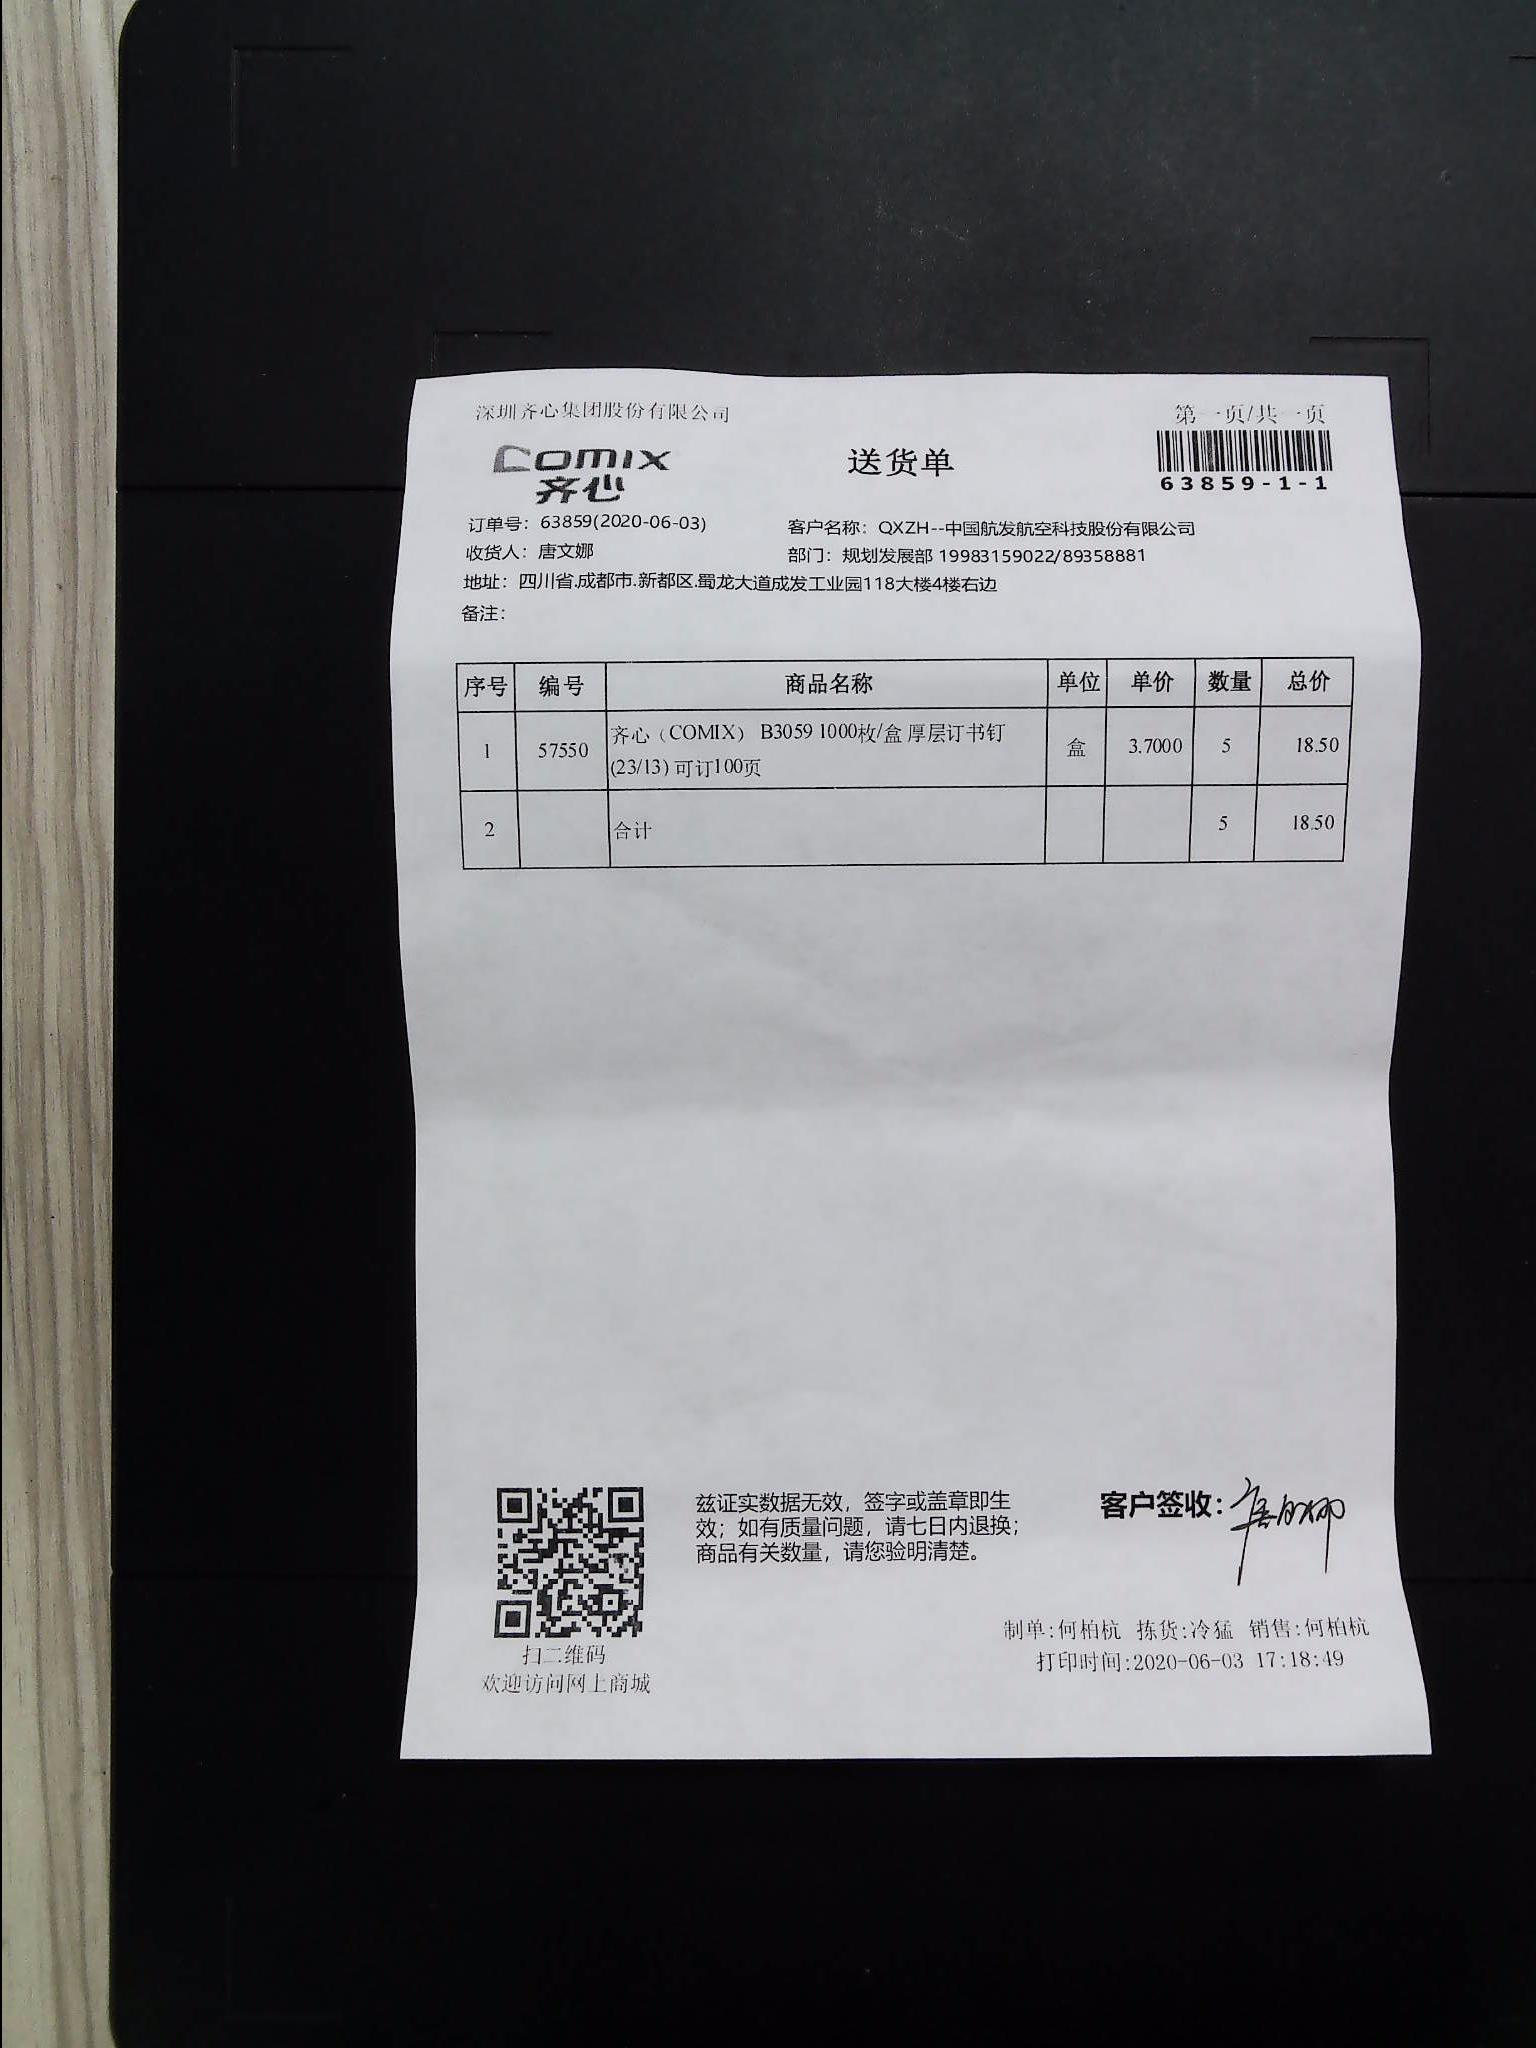 深圳齐心集团股份有限公司
第一页/共一页
COMIX
齐心
送货单
63859-1-1
订单号：63859(2020-06-03)
客户名称：QXZH--中国航发航空科技股份有限公司
收货人：唐文娜
部门：规划发展部 19983159022/89358881
地址：四川省.成都市.新都区.蜀龙大道成发工业园118大楼4楼右边
备注：
序号 编号 商品名称 单位 单价 数量 总价
1 57550 齐心（COMIX） B3059 1000枚/盒 厚层订书钉 盒 3.7000 5 18.50
(23/13) 可订100页
2 合计 5 18.50
兹证实数据无效，签字或盖章即生
效；如有质量问题，请七日内退换；
商品有关数量，请您验明清楚。
客户签收：唐文娜
制单:何柏杭 拣货:冷猛 销售:何柏杭
打印时间:2020-06-03 17:18:49
扫二维码
欢迎访问网上商城